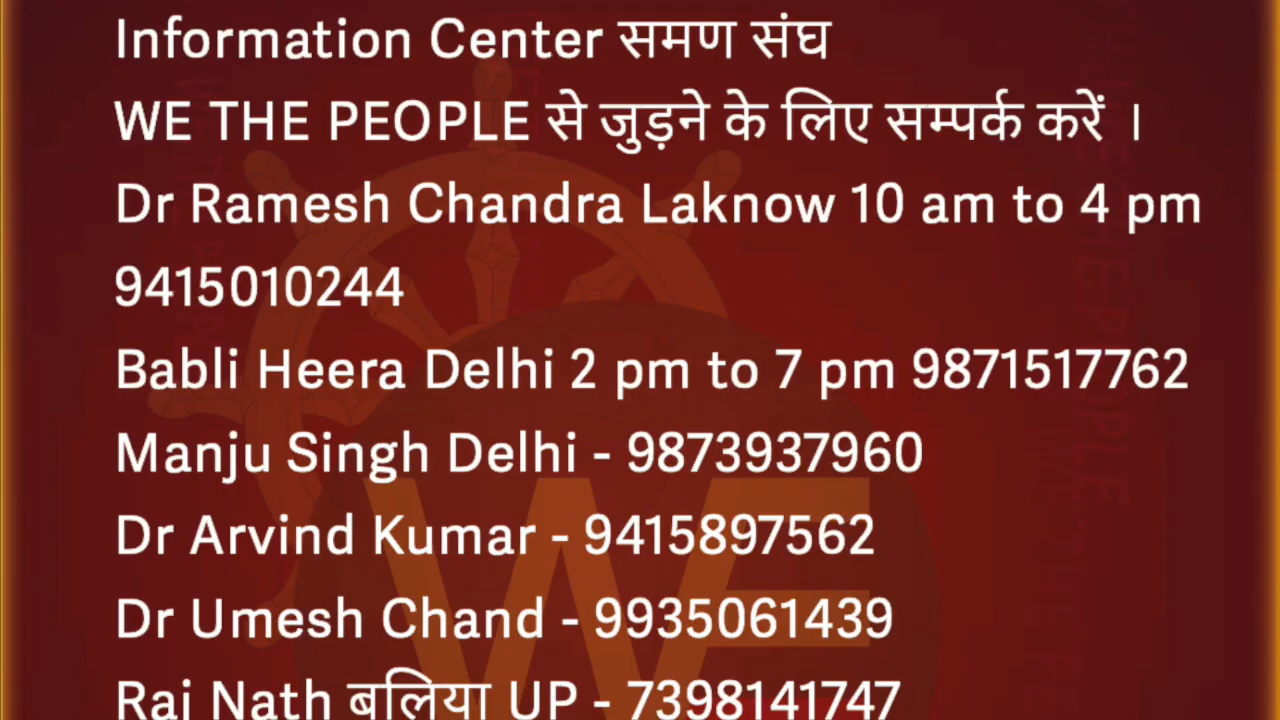 Information Center समण संघ
WE THE PEOPLE से जुड़ने के लिए सम्पर्क करें ।
Dr Ramesh Chandra Laknow 10 am to 4 pm
9415010244
Babli Heera Delhi 2 pm to 7 pm 9871517762
Manju Singh Delhi - 9873937960
Dr Arvind Kumar - 9415897562
Dr Umesh Chand - 9935061439
Raj Nath बलिया UP - 7398141747
WE